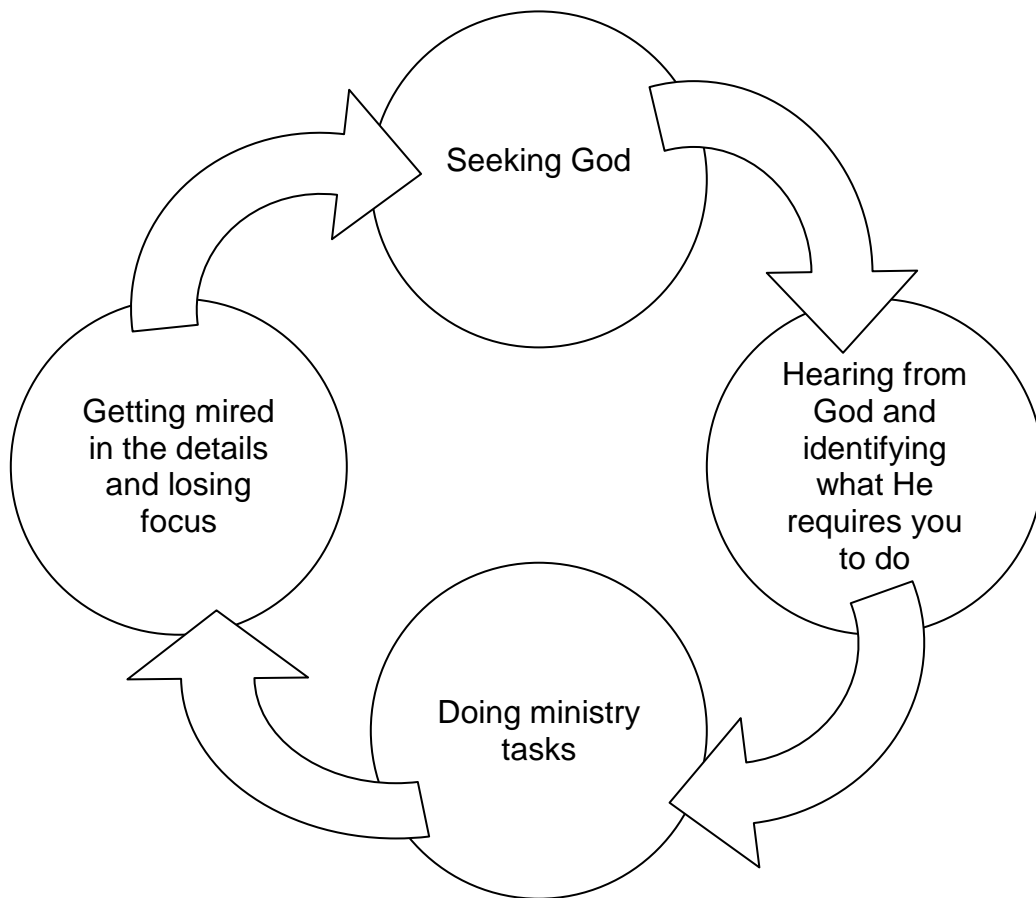 Seeking God
Hearing from
God and
identifying
what He
requires you
to do
Doing ministry
tasks
Getting mired
in the details
and losing
focus